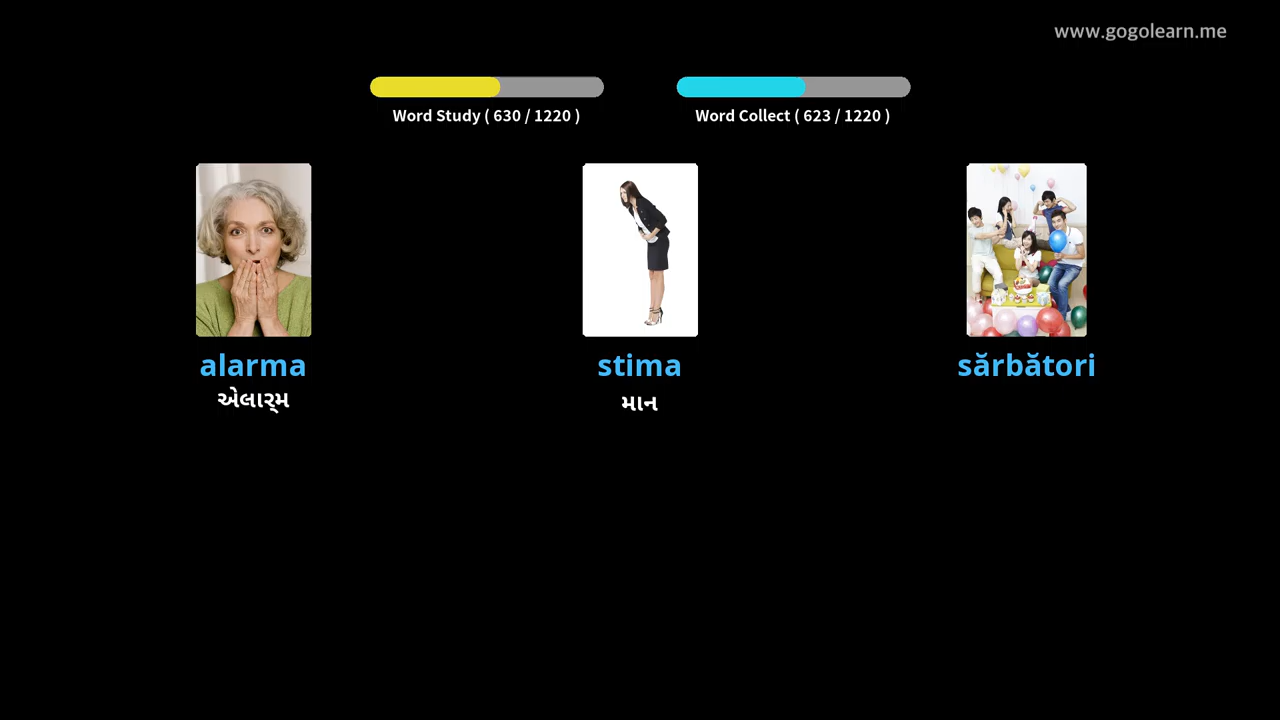 www.gogolearn.me
Word Study ( 630 / 1220 )
Word Collect ( 623 / 1220 )
alarma
એલાર્મ
stima
માન
sărbători